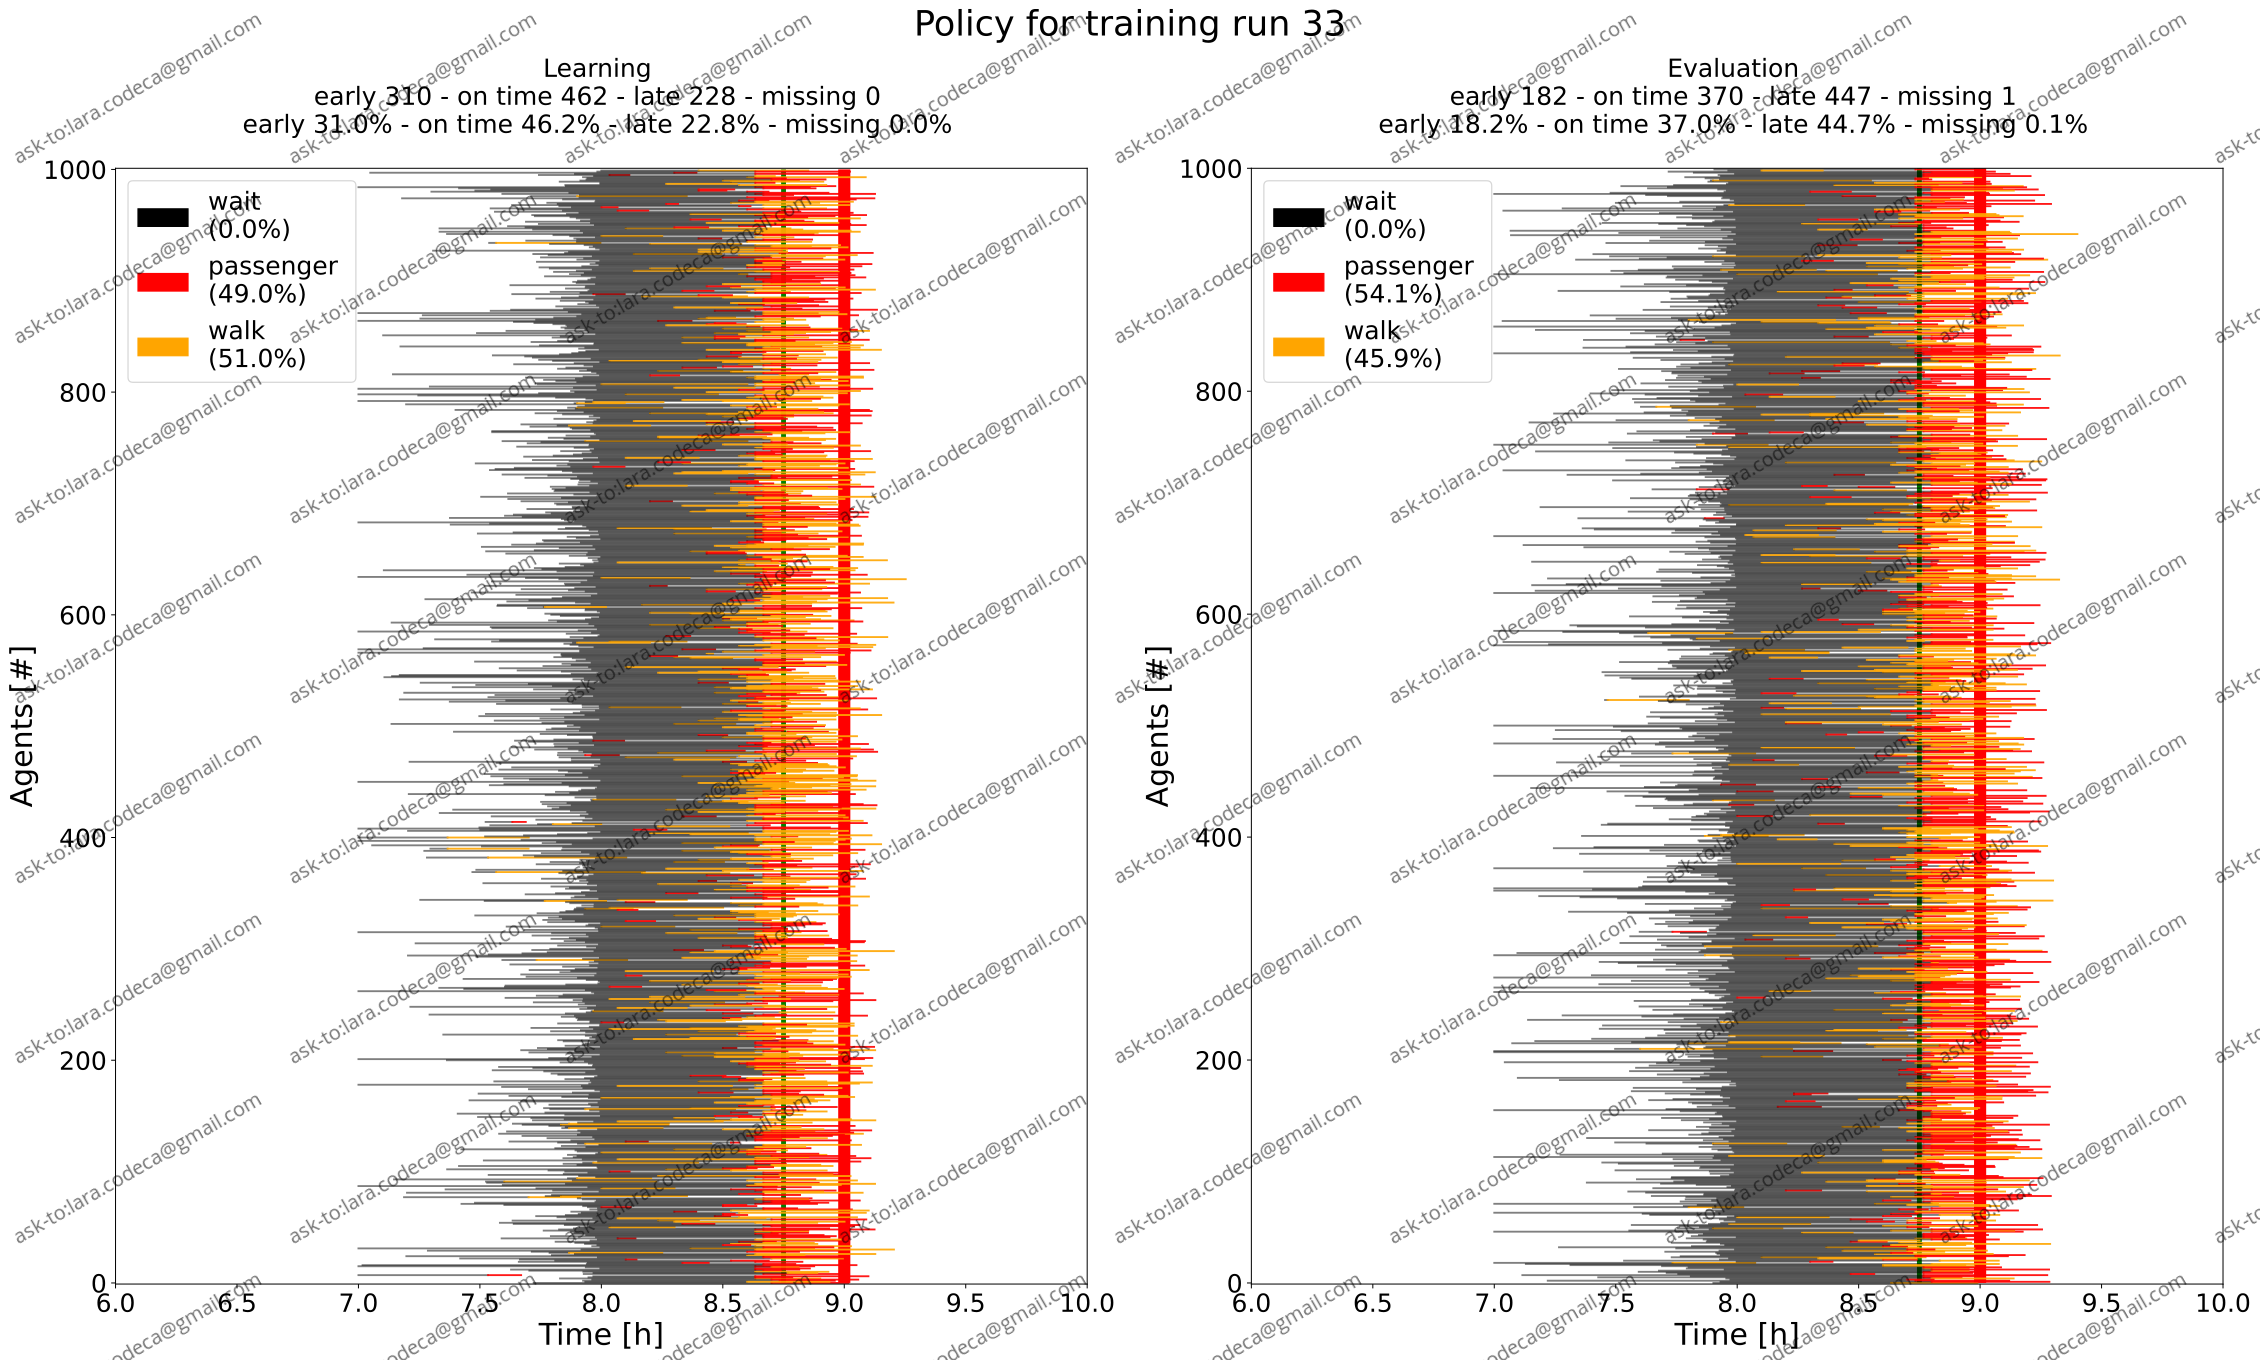 Policy for training run 33
Learning
early 310 - on time 462 - late 228 - missing 0
early 31.0% - on time 46.2% - late 22.8% - missing 0.0%
1000
800
600
400
200
0
Agents [#]
wait
(0.0%)
passenger
(49.0%)
walk
(51.0%)
6.0 6.5 7.0 7.5 8.0 8.5 9.0 9.5 10.0
Time [h]
Evaluation
early 182 - on time 370 - late 447 - missing 1
early 18.2% - on time 37.0% - late 44.7% - missing 0.1%
1000
800
600
400
200
0
Agents [#]
wait
(0.0%)
passenger
(54.1%)
walk
(45.9%)
6.0 6.5 7.0 7.5 8.0 8.5 9.0 9.5 10.0
Time [h]
ask-to:lara.codeca@gmail.com